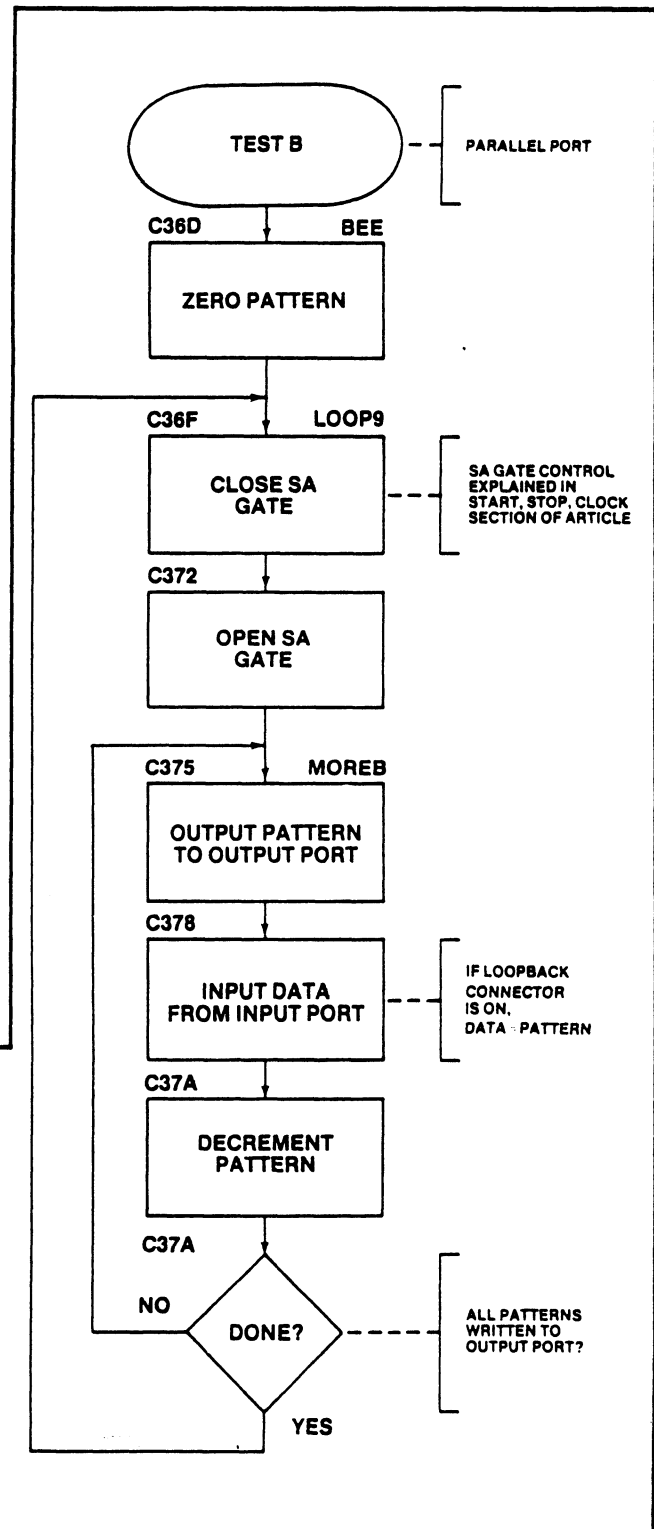 TEST B
PARALLEL PORT
C36D BEE
ZERO PATTERN
C36F LOOP9
CLOSE SA
GATE
SA GATE CONTROL
EXPLAINED IN
START, STOP, CLOCK
SECTION OF ARTICLE
C372
OPEN SA
GATE
C375 MOREB
OUTPUT PATTERN
TO OUTPUT PORT
C378
INPUT DATA
FROM INPUT PORT
IF LOOPBACK
CONNECTOR
IS ON,
DATA = PATTERN
C37A
DECREMENT
PATTERN
C37A
NO
DONE?
ALL PATTERNS
WRITTEN TO
OUTPUT PORT?
YES